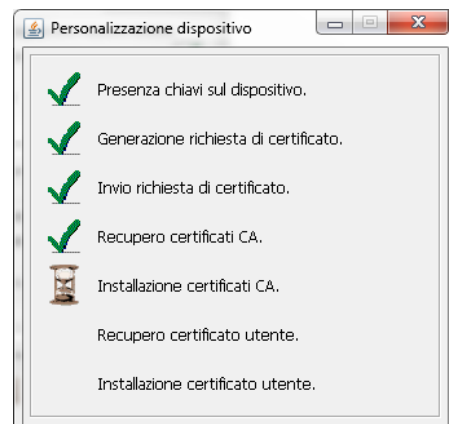 Personalizzazione dispositivo
Presenza chiavi sul dispositivo.
Generazione richiesta di certificato.
Invio richiesta di certificato.
Recupero certificati CA.
Installazione certificati CA.
Recupero certificato utente.
Installazione certificato utente.